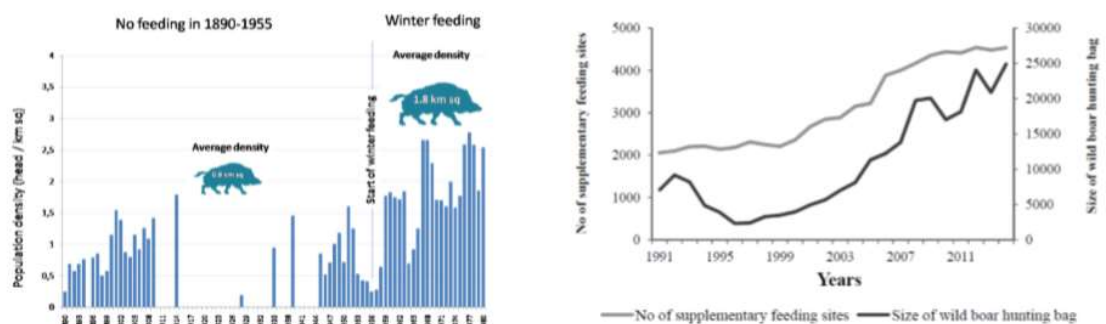 No feeding in 1890-1955
Winter feeding
Average density
1.8 km sq
Average density
0.8 km sq
Start of winter feeding
Population density (head / km sq)
4
3,5
3
2,5
2
1,5
1
0,5
0
No of supplementary feeding sites
5000
4000
3000
2000
1000
0
30000
25000
20000
15000
10000
5000
0
Size of wild boar hunting bag
1991 1995 1999 2003 2007 2011
Years
No of supplementary feeding sites Size of wild boar hunting bag